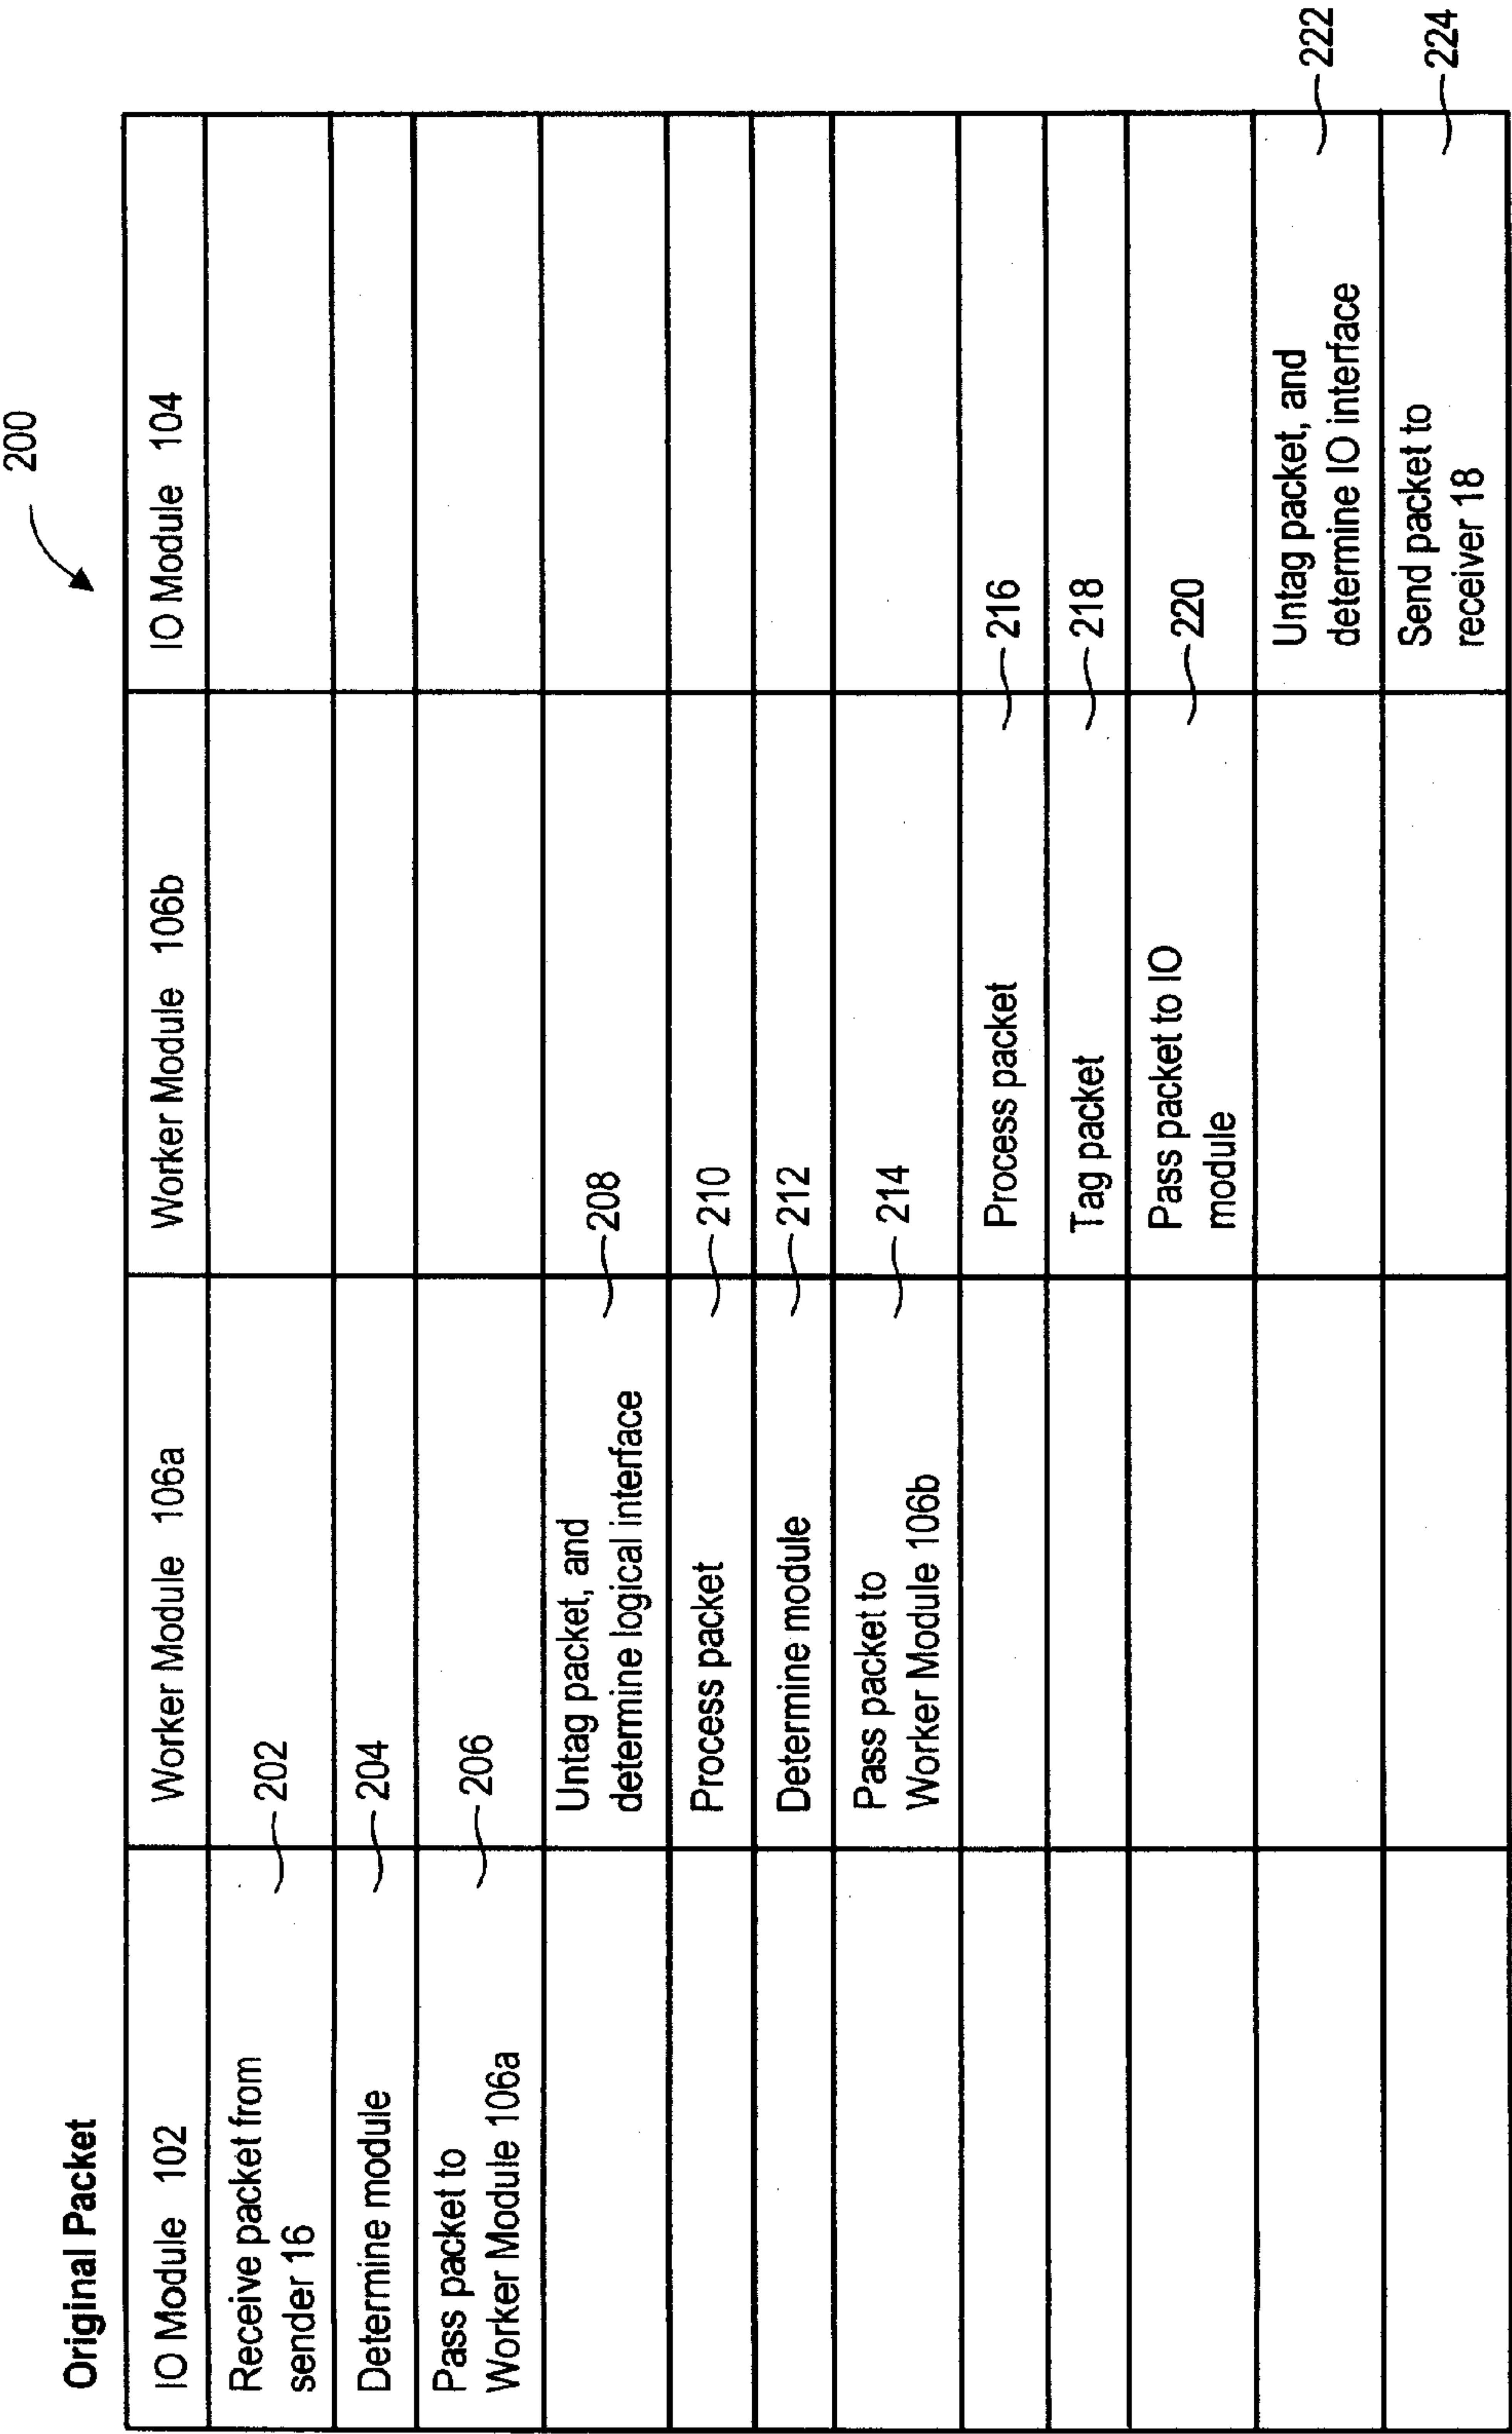 200
Original Packet
IO Module 102
Worker Module 106a
Worker Module 106b
IO Module 104
Receive packet from
sender 16
202
Determine module
204
Pass packet to
Worker Module 106a
206
Untag packet, and
determine logical interface
208
Process packet
210
Determine module
212
Pass packet to
Worker Module 106b
214
Process packet
216
Tag packet
218
Pass packet to IO
module
220
Untag packet, and
determine IO interface
222
Send packet to
receiver 18
224